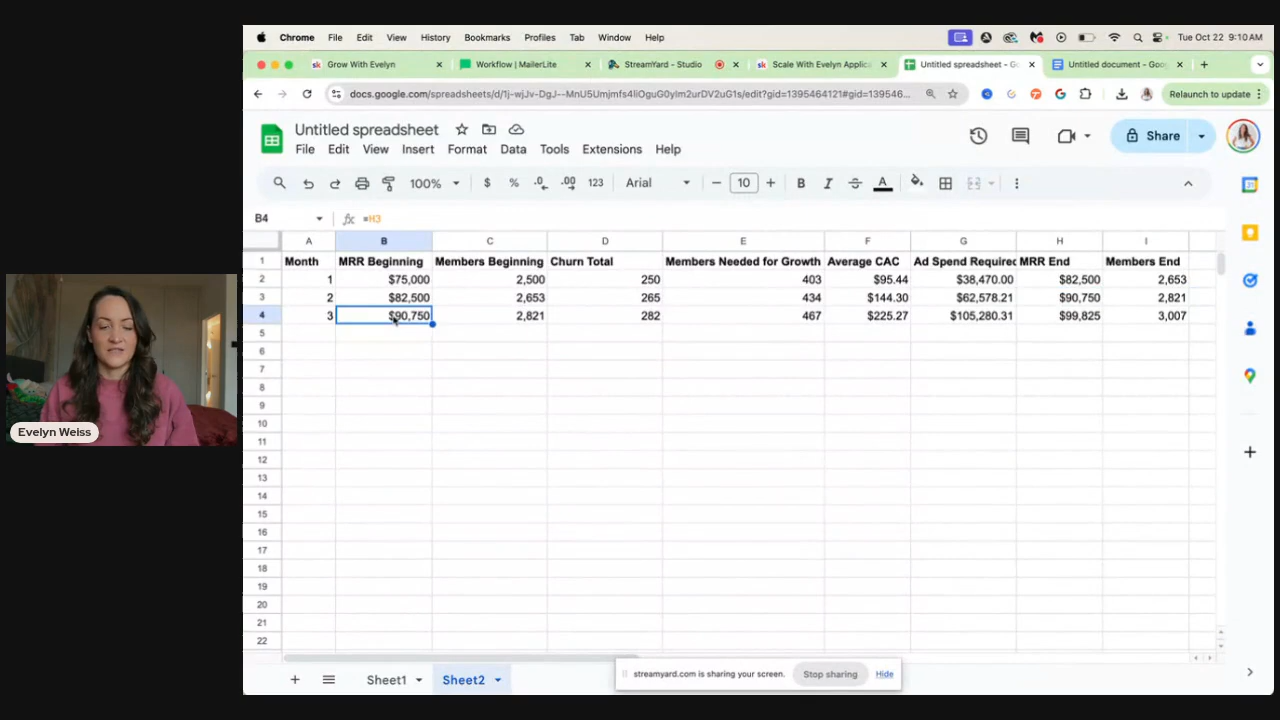 Chrome File Edit View History Bookmarks Profiles Tab Window Help Tue Oct 22 9:10 AM
Grow With Evelyn Workflow | MailerLite StreamYard - Studio Scale With Evelyn Applica Untitled spreadsheet - G Untitled document - Goo
docs.google.com/spreadsheets/d/1j-wjJv-DgJ--MnU5Umjmfs4liOguG0ylm2urDV2uG1s/edit?gid=1395464121#gid=139546... Relaunch to update
Untitled spreadsheet
File Edit View Insert Format Data Tools Extensions Help
Share
100% $ % .0 .00 123 Arial 10 B I A
B4 fx =H3
A B C D E F G H I
1 Month MRR Beginning Members Beginning Churn Total Members Needed for Growth Average CAC Ad Spend Required MRR End Members End
2 1 $75,000 2,500 250 403 $95.44 $38,470.00 $82,500 2,653
3 2 $82,500 2,653 265 434 $144.30 $62,578.21 $90,750 2,821
4 3 $90,750 2,821 282 467 $225.27 $105,280.31 $99,825 3,007
5
6
7
8
9
10
11
12
13
14
15
16
17
18
19
20
21
22
Evelyn Weiss
streamyard.com is sharing your screen. Stop sharing Hide
Sheet1 Sheet2